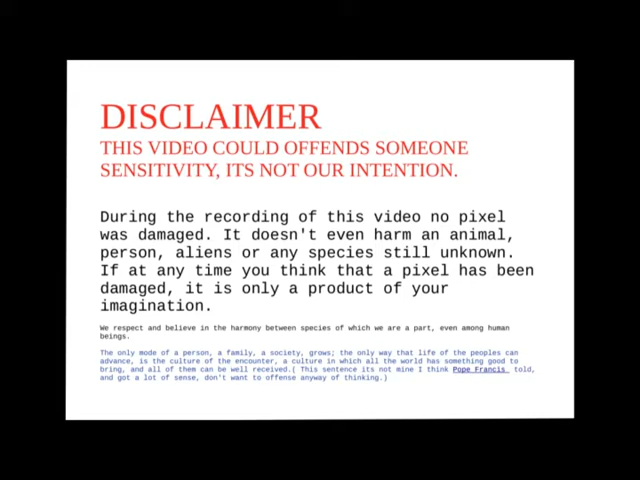 DISCLAIMER
THIS VIDEO COULD OFFENDS SOMEONE
SENSITIVITY, ITS NOT OUR INTENTION.
During the recording of this video no pixel
was damaged. It doesn't even harm an animal,
person, aliens or any species still unknown.
If at any time you think that a pixel has been
damaged, it is only a product of your
imagination.
We respect and believe in the harmony between species of which we are a part, even among human
beings.
The only mode of a person, a family, a society, grows; the only way that life of the peoples can
advance, is the culture of the encounter, a culture in which all the world has something good to
bring, and all of them can be well received.( This sentence its not mine I think Pope Francis  told,
and got a lot of sense, don't want to offense anyway of thinking.)